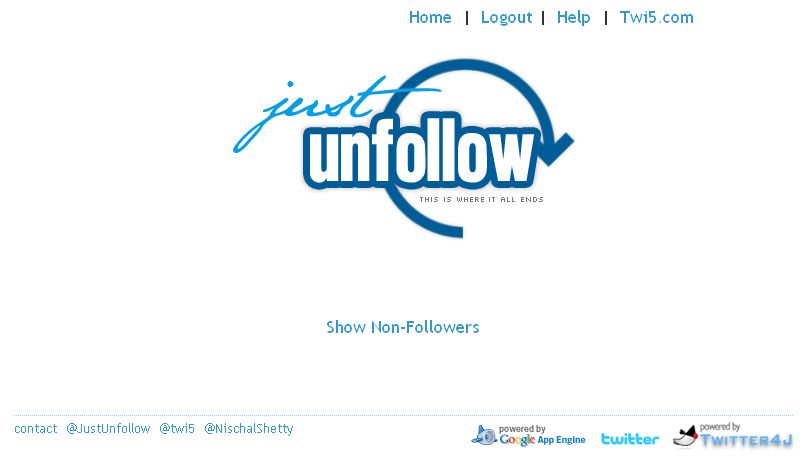 Home | Logout | Help | Twi5.com
just
unfollow
THIS IS WHERE IT ALL ENDS
Show Non-Followers
contact @JustUnfollow @twi5 @NischalShetty
powered by
Google App Engine
twitter
powered by
TWITTER4J